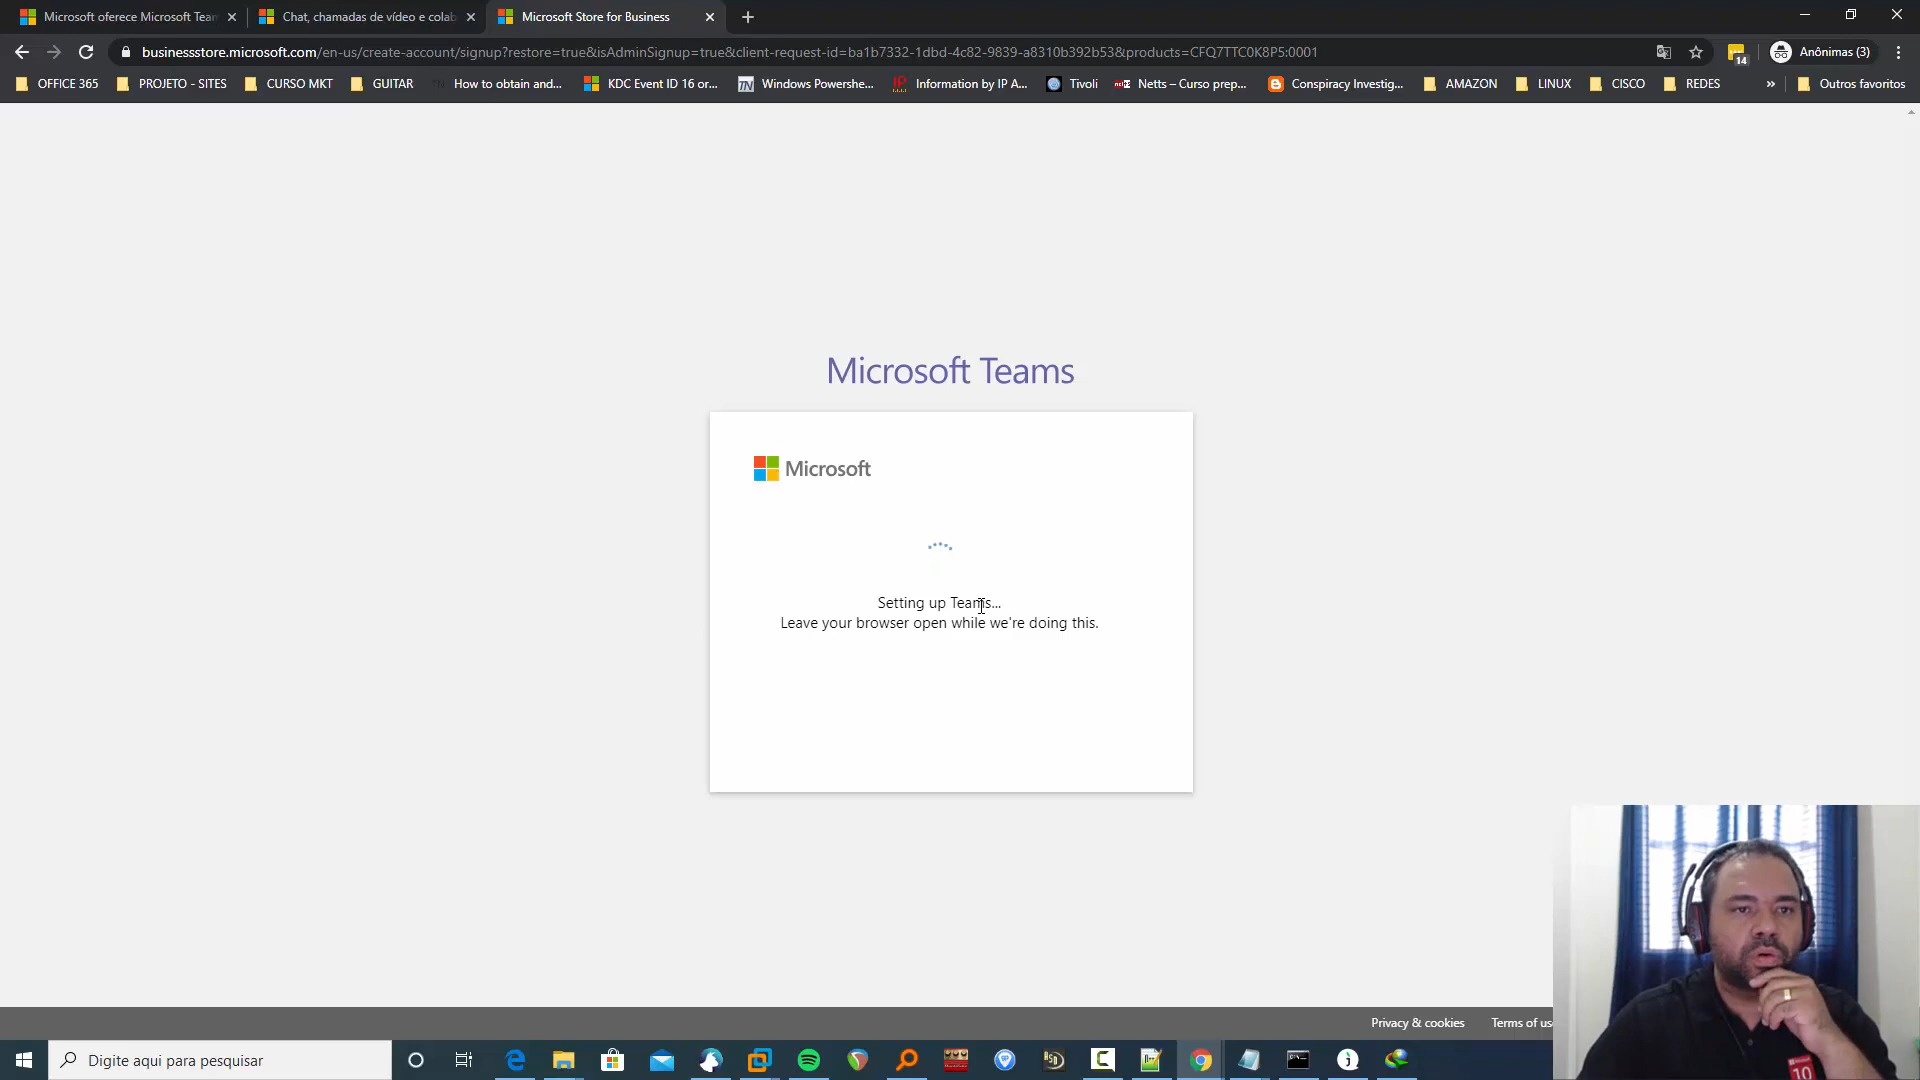 Microsoft oferece Microsoft Tean
Chat, chamadas de vídeo e colab
Microsoft Store for Business
businessstore.microsoft.com/en-us/create-account/signup?restore=true&isAdminSignup=true&client-request-id=ba1b7332-1dbd-4c82-9839-a8310b392b53&products=CFQ7TTC0K8P5:0001
14
Anônimas (3)
OFFICE 365
PROJETO - SITES
CURSO MKT
GUITAR
How to obtain and...
KDC Event ID 16 or...
Windows Powershe...
Information by IP A...
Tivoli
Netts – Curso prep...
Conspiracy Investig...
AMAZON
LINUX
CISCO
REDES
»
Outros favoritos
Microsoft Teams
Microsoft
Setting up Teams...
Leave your browser open while we're doing this.
Privacy & cookies
Terms of us
Digite aqui para pesquisar
10